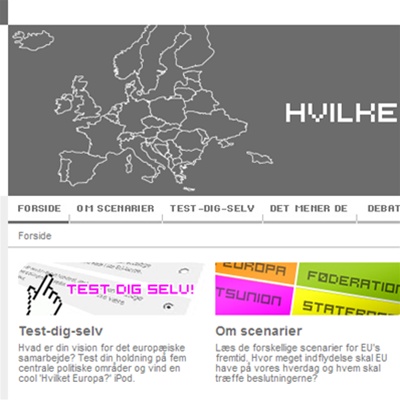 HVILKE
FORSIDE OM SCENARIER TEST-DIG-SELV DET MENER DE DEBAT
Forside
TEST DIG SELV!
EUROPA FØDERATION
TSUNION
Test-dig-selv
Hvad er din vision for det europæiske
samarbejde? Test din holdning på fem
centrale politiske områder og vind en
cool 'Hvilket Europa?' iPod.
Om scenarier
Læs de forskellige scenarier for EU's
fremtid. Hvor meget indflydelse skal EU
have på vores hverdag og hvem skal
træffe beslutningerne?